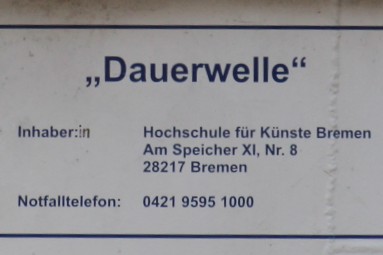 „Dauerwelle“
Inhaber:in Hochschule für Künste Bremen
Am Speicher XI, Nr. 8
28217 Bremen
Notfalltelefon: 0421 9595 1000